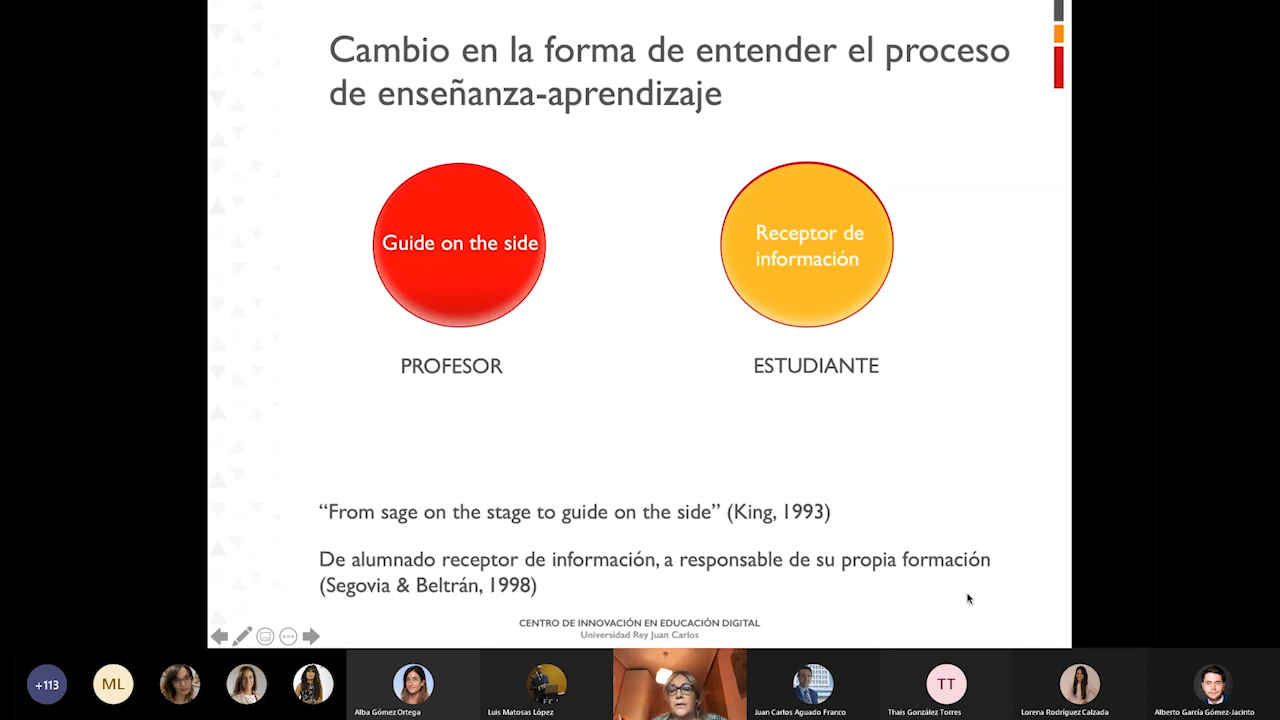 Cambio en la forma de entender el proceso
de enseñanza-aprendizaje
Guide on the side
Receptor de
información
PROFESOR
ESTUDIANTE
“From sage on the stage to guide on the side” (King, 1993)
De alumnado receptor de información, a responsable de su propia formación
(Segovia & Beltrán, 1998)
CENTRO DE INNOVACIÓN EN EDUCACIÓN DIGITAL
Universidad Rey Juan Carlos
+113
ML
TT
Alba Gómez Ortega
Luis Matosas López
Juan Carlos Aguado Franco
Thais González Torres
Lorena Rodríguez Calzada
Alberto García Gómez-Jacinto